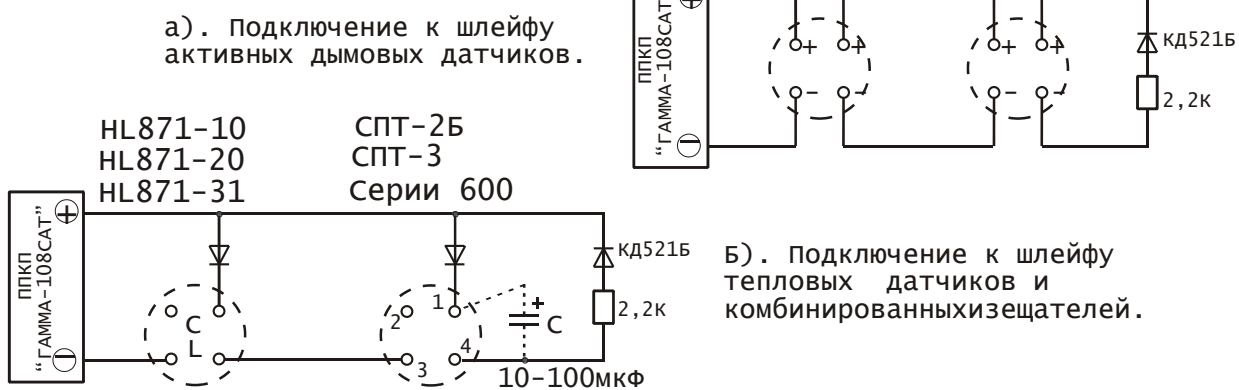 а). Подключение к шлейфу
активных дымовых датчиков.
ППКП
“ГАММА-108САТ
+ +
- -
+ +
- -
КД521Б
2,2к
HL871-10
HL871-20
HL871-31
СПТ-2Б
СПТ-3
Серии 600
ППКП
“ГАММА-108САТ”
C
L
1
2
3
4
+
C
10-100мкФ
КД521Б
2,2к
Б). Подключение к шлейфу
тепловых датчиков и
комбинированныхизещателей.